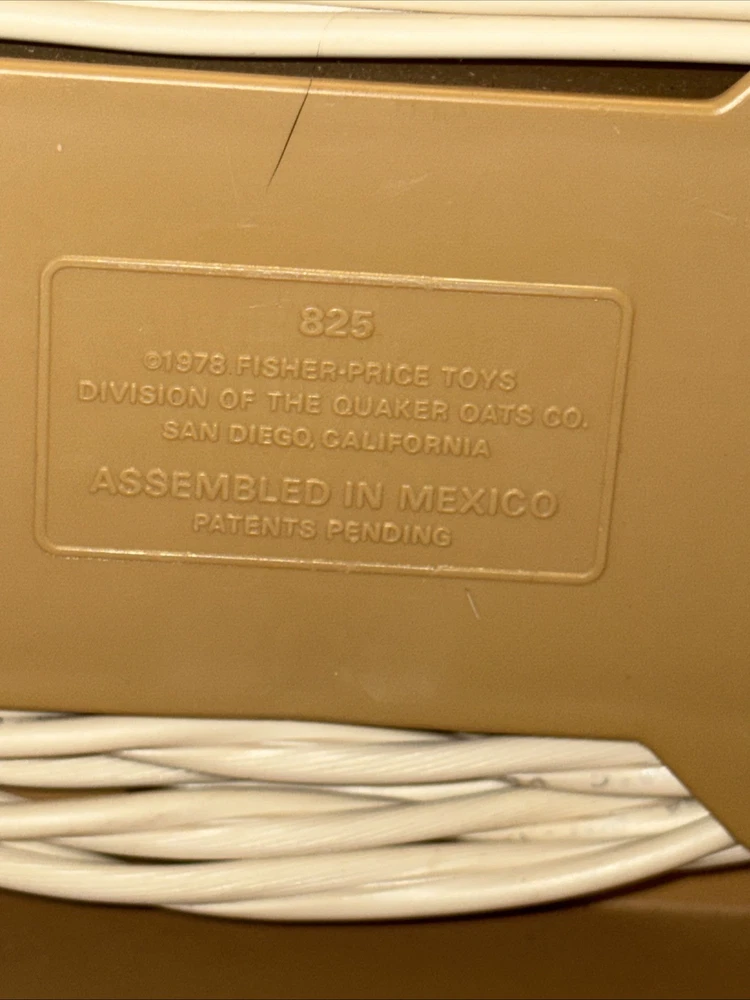 825
©1978 FISHER-PRICE TOYS
DIVISION OF THE QUAKER OATS CO.
SAN DIEGO, CALIFORNIA
ASSEMBLED IN MEXICO
PATENTS PENDING